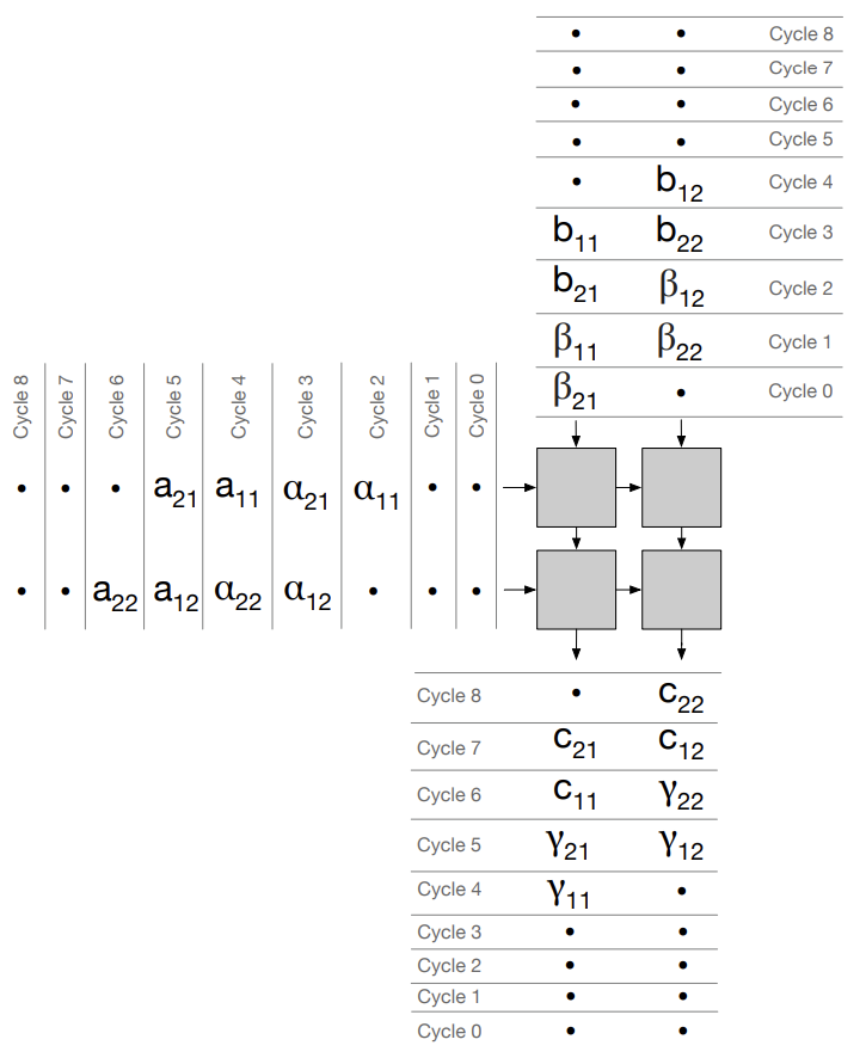 • • Cycle 8
• • Cycle 7
• • Cycle 6
• • Cycle 5
• b12 Cycle 4
b11 b22 Cycle 3
b21 β12 Cycle 2
β11 β22 Cycle 1
β21 • Cycle 0
Cycle 8 Cycle 7 Cycle 6 Cycle 5 Cycle 4 Cycle 3 Cycle 2 Cycle 1 Cycle 0
• • • a21 a11 α21 α11 • •
• • a22 a12 α22 α12 • • •
Cycle 8 • c22
Cycle 7 c21 c12
Cycle 6 c11 γ22
Cycle 5 γ21 γ12
Cycle 4 γ11 •
Cycle 3 • •
Cycle 2 • •
Cycle 1 • •
Cycle 0 • •